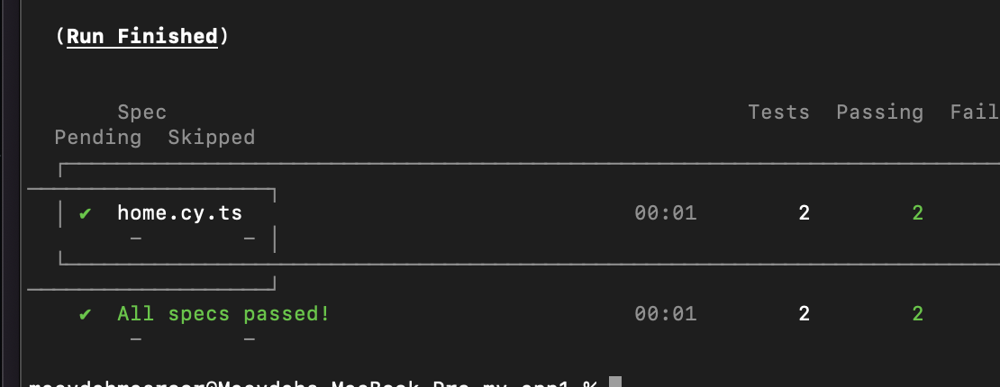 (Run Finished)
Spec Tests Passing Fail
Pending Skipped
✔ home.cy.ts 00:01 2 2
– –
✔ All specs passed! 00:01 2 2
– –